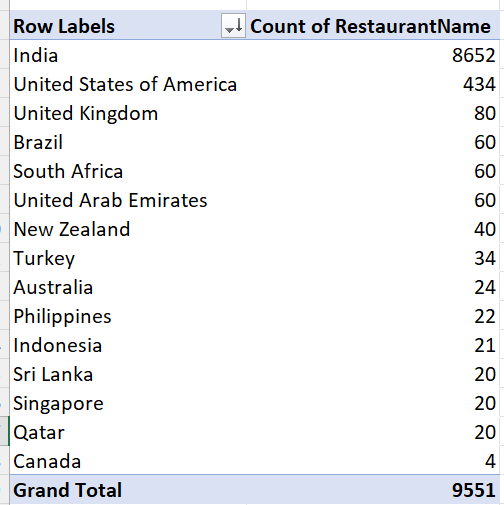 Row Labels Count of RestaurantName
India 8652
United States of America 434
United Kingdom 80
Brazil 60
South Africa 60
United Arab Emirates 60
New Zealand 40
Turkey 34
Australia 24
Philippines 22
Indonesia 21
Sri Lanka 20
Singapore 20
Qatar 20
Canada 4
Grand Total 9551